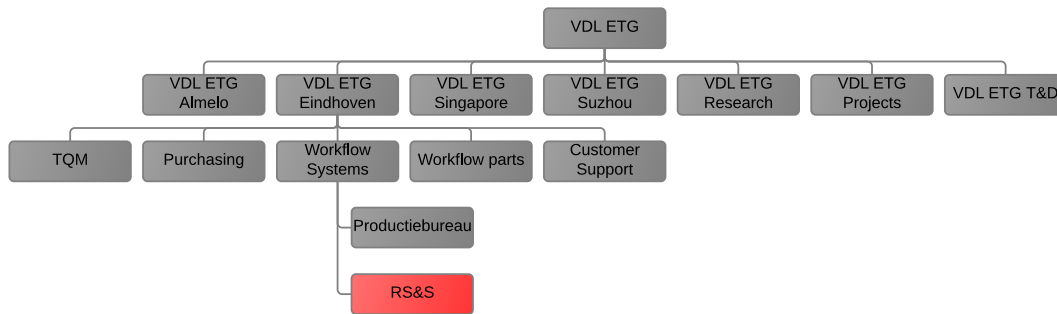 VDL ETG
VDL ETG
Almelo
VDL ETG
Eindhoven
VDL ETG
Singapore
VDL ETG
Suzhou
VDL ETG
Research
VDL ETG
Projects
VDL ETG T&D
TQM
Purchasing
Workflow
Systems
Workflow parts
Customer
Support
Productiebureau
RS&S